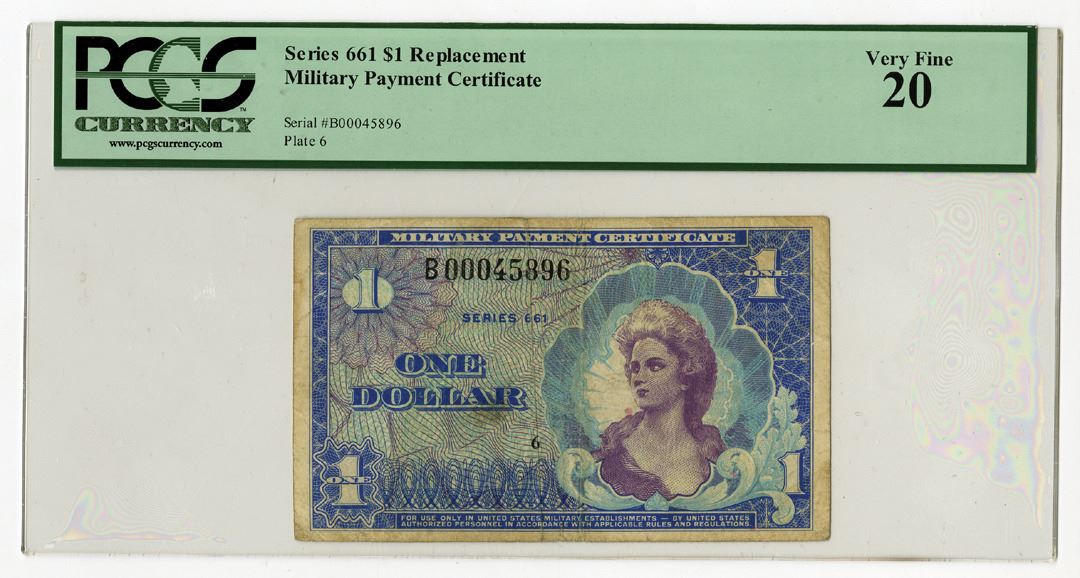 PCGS
CURRENCY
www.pcgscurrency.com
Series 661 $1 Replacement
Military Payment Certificate
Serial #B00045896
Plate 6
Very Fine
20
MILITARY PAYMENT CERTIFICATE
B00045896
1
ONE
1
SERIES 661
ONE
DOLLAR
6
1
ONE
1
FOR USE ONLY IN UNITED STATES MILITARY ESTABLISHMENTS — BY UNITED STATES
AUTHORIZED PERSONNEL IN ACCORDANCE WITH APPLICABLE RULES AND REGULATIONS.